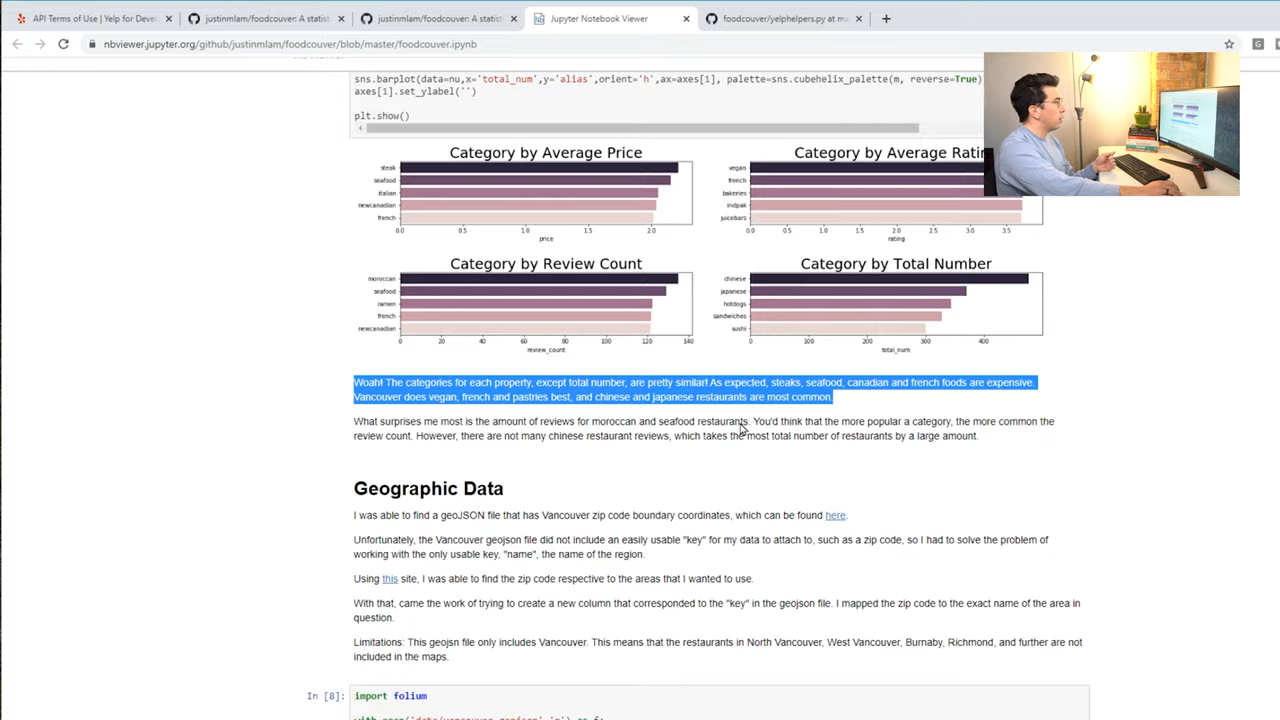 API Terms of Use | Yelp for Devel
justinmlam/foodcouver: A statist
justinmlam/foodcouver: A statist
Jupyter Notebook Viewer
foodcouver/yelphelpers.py at ma
nbviewer.jupyter.org/github/justinmlam/foodcouver/blob/master/foodcouver.ipynb
sns.barplot(data=nu,x='total_num',y='alias',orient='h',ax=axes[1], palette=sns.cubehelix_palette(m, reverse=True)
axes[1].set_ylabel('')
plt.show()
Category by Average Price
steak
seafood
italian
newcanadian
french
0.0 0.5 1.0 1.5 2.0
price
Category by Average Ratin
vegan
french
bakeries
indpak
juicebars
0.0 0.5 1.0 1.5 2.0 2.5 3.0 3.5
rating
Category by Review Count
moroccan
seafood
ramen
french
newcanadian
0 20 40 60 80 100 120 140
review_count
Category by Total Number
chinese
japanese
hotdogs
sandwiches
sushi
0 100 200 300 400
total_num
Woah! The categories for each property, except total number, are pretty similar! As expected, steaks, seafood, canadian and french foods are expensive.
Vancouver does vegan, french and pastries best, and chinese and japanese restaurants are most common.
What surprises me most is the amount of reviews for moroccan and seafood restaurants. You'd think that the more popular a category, the more common the
review count. However, there are not many chinese restaurant reviews, which takes the most total number of restaurants by a large amount.
Geographic Data
I was able to find a geoJSON file that has Vancouver zip code boundary coordinates, which can be found here.
Unfortunately, the Vancouver geojson file did not include an easily usable "key" for my data to attach to, such as a zip code, so I had to solve the problem of
working with the only usable key, "name", the name of the region.
Using this site, I was able to find the zip code respective to the areas that I wanted to use.
With that, came the work of trying to create a new column that corresponded to the "key" in the geojson file. I mapped the zip code to the exact name of the area in
question.
Limitations: This geojsn file only includes Vancouver. This means that the restaurants in North Vancouver, West Vancouver, Burnaby, Richmond, and further are not
included in the maps.
In [8]:
import folium